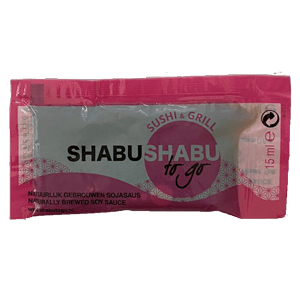 SUSHI & GRILL
SHABUSHABU
to go
15 ml e
NATUURLIJK GEBROUWEN SOJASAUS
NATURALLY BREWED SOY SAUCE